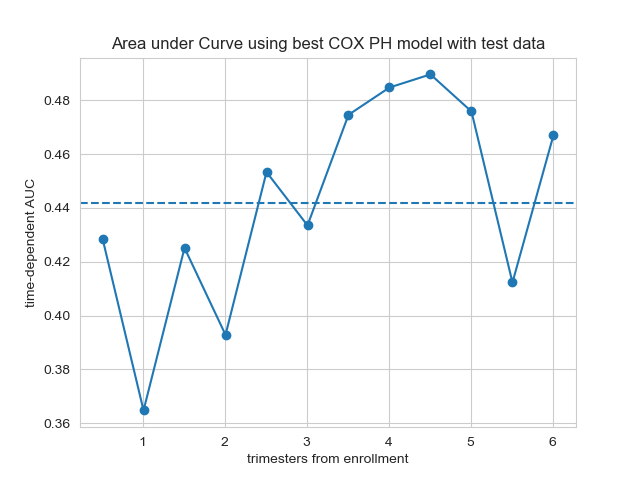 Area under Curve using best COX PH model with test data
time-dependent AUC
0.48
0.46
0.44
0.42
0.40
0.38
0.36
1 2 3 4 5 6
trimesters from enrollment